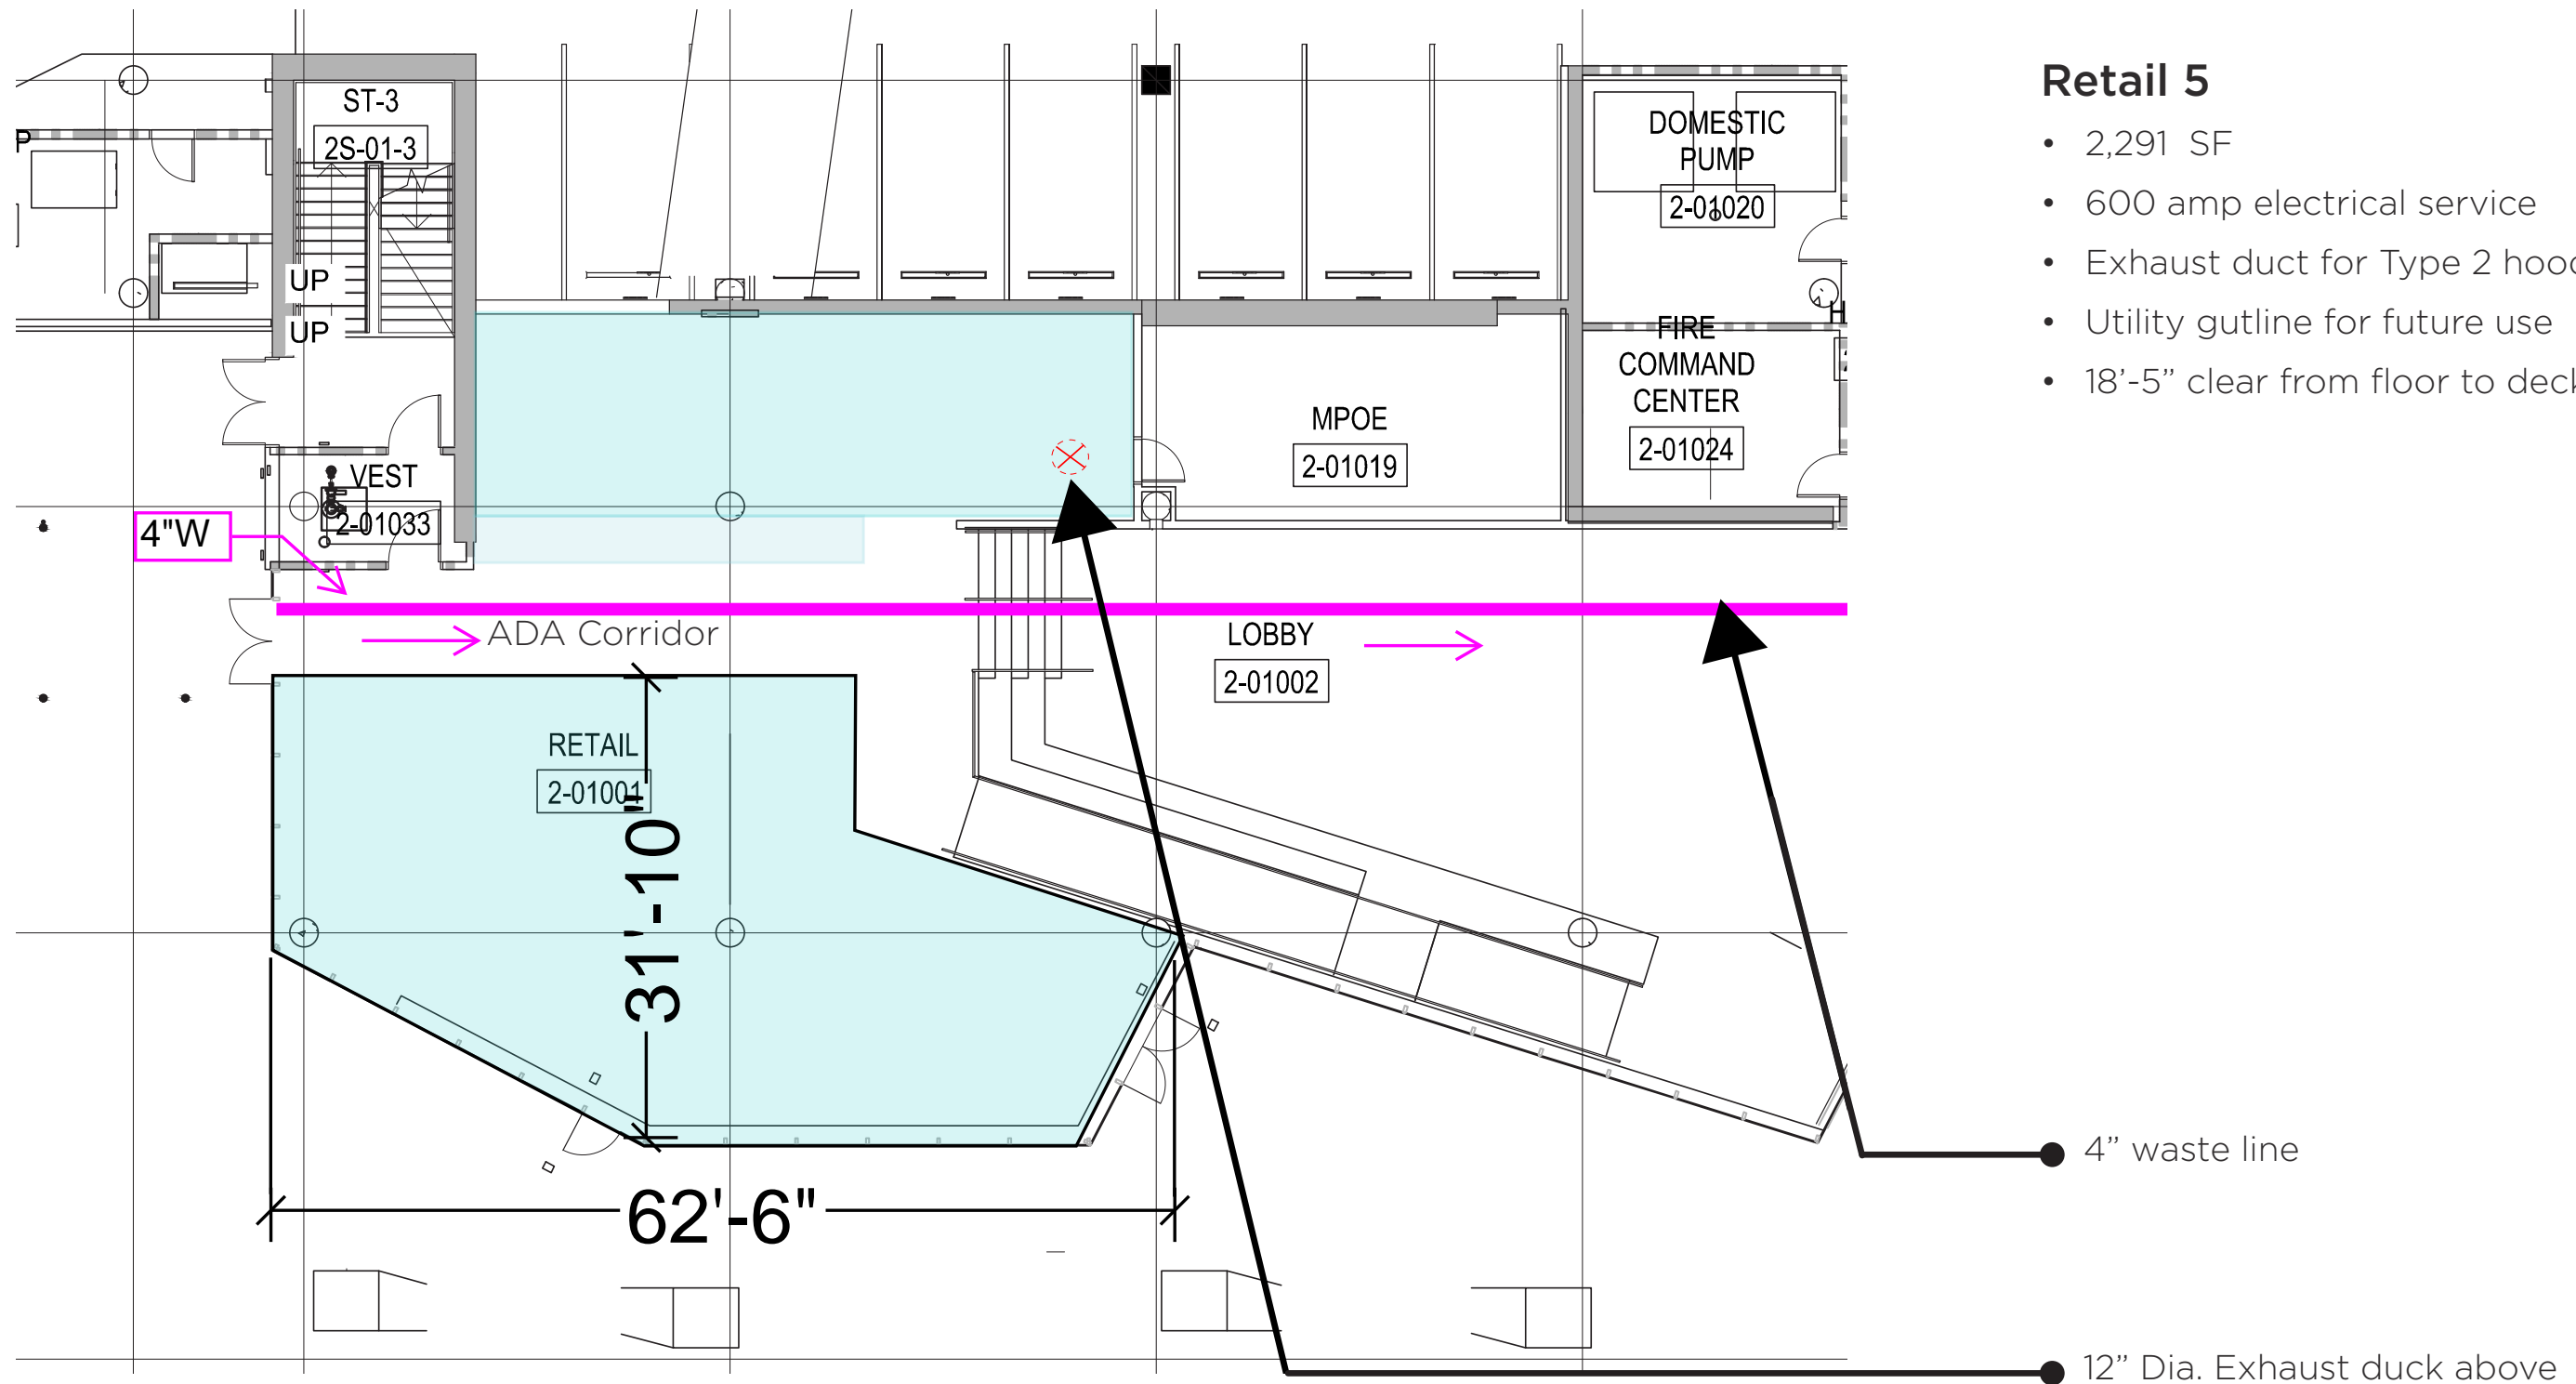 Retail 5
• 2,291 SF
• 600 amp electrical service
• Exhaust duct for Type 2 hood
• Utility gutline for future use
• 18'-5" clear from floor to deck
ST-3
2S-01-3
UP
UP
P
VEST
2-01033
4"W
DOMESTIC
PUMP
2-01020
FIRE
COMMAND
CENTER
2-01024
H
MPOE
2-01019
ADA Corridor
LOBBY
2-01002
RETAIL
2-01001
31'-10"
62'-6"
4” waste line
12” Dia. Exhaust duck above